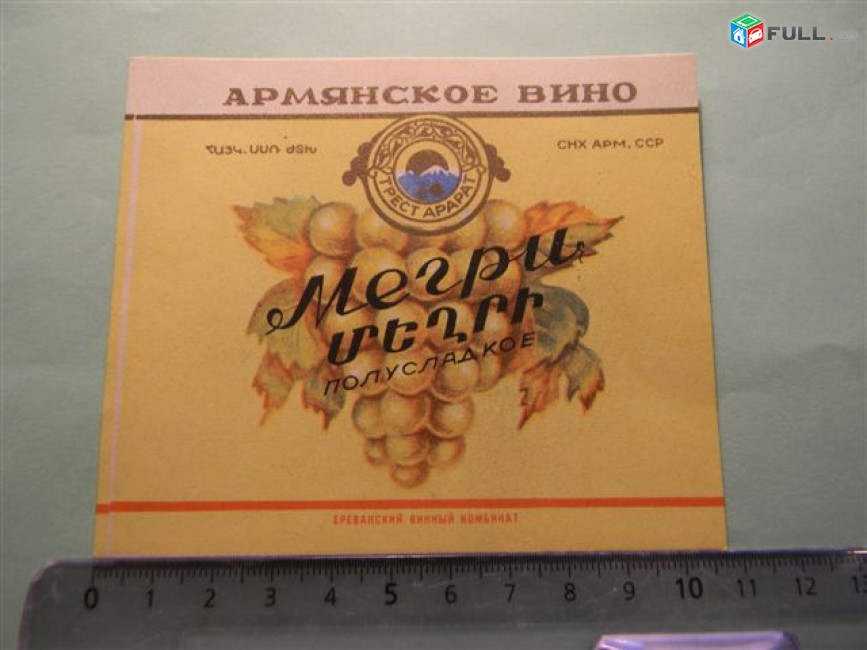 FULL.
АРМЯНСКОЕ ВИНО
ՀԱՅԿ. ՍՍՌ ԺՏԽ
СНХ АРМ. ССР
ТРЕСТ АРАРАТ
Мегри
ՄԵՂՐԻ
ПОЛУСЛАДКОЕ
ЕРЕВАНСКИЙ ВИННЫЙ КОМБИНАТ
0 1 2 3 4 5 6 7 8 9 10 11 12 13